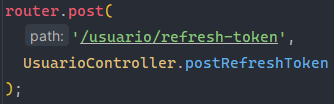 router.post(
path: '/usuario/refresh-token',
UsuarioController.postRefreshToken
);